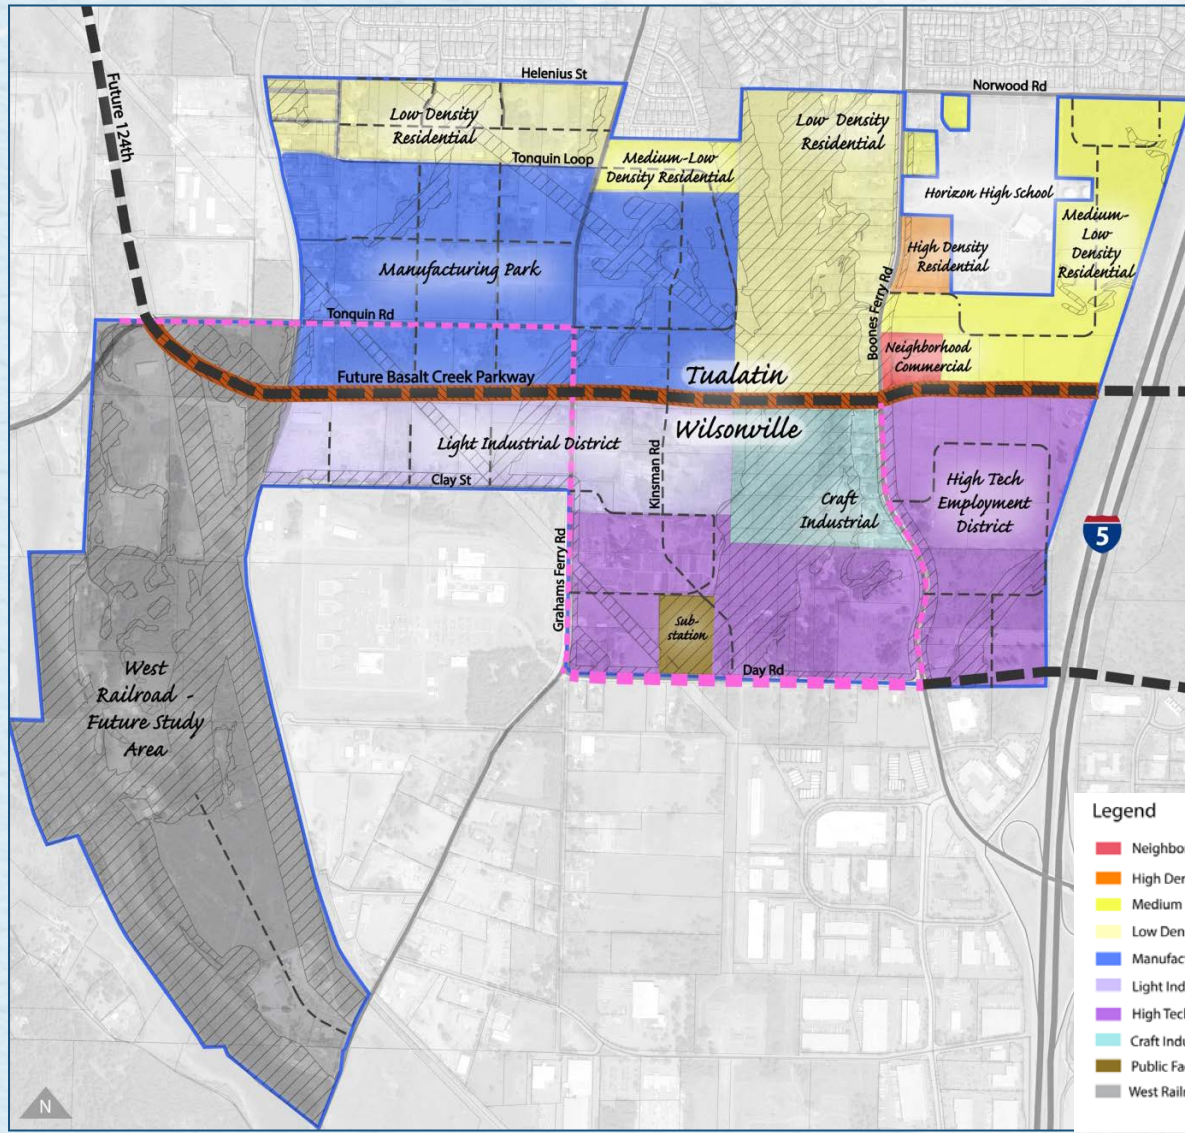 Helenius St
Norwood Rd
Future 124th
Low Density
Residential
Tonquin Loop
Medium-Low
Density Residential
Low Density
Residential
Horizon High School
Medium-
Low
Density
Residential
High Density
Residential
Manufacturing Park
Boones Ferry Rd
Tonquin Rd
Neighborhood
Commercial
Future Basalt Creek Parkway
Tualatin
Wilsonville
Light Industrial District
Kinsman Rd
Clay St
Craft
Industrial
High Tech
Employment
District
5
Grahams Ferry Rd
Sub-
station
Day Rd
West
Railroad -
Future Study
Area
Legend
Neighbo
High Den
Medium
Low Den
Manufac
Light Ind
High Tech
Craft Indu
Public Fa
West Railr
N